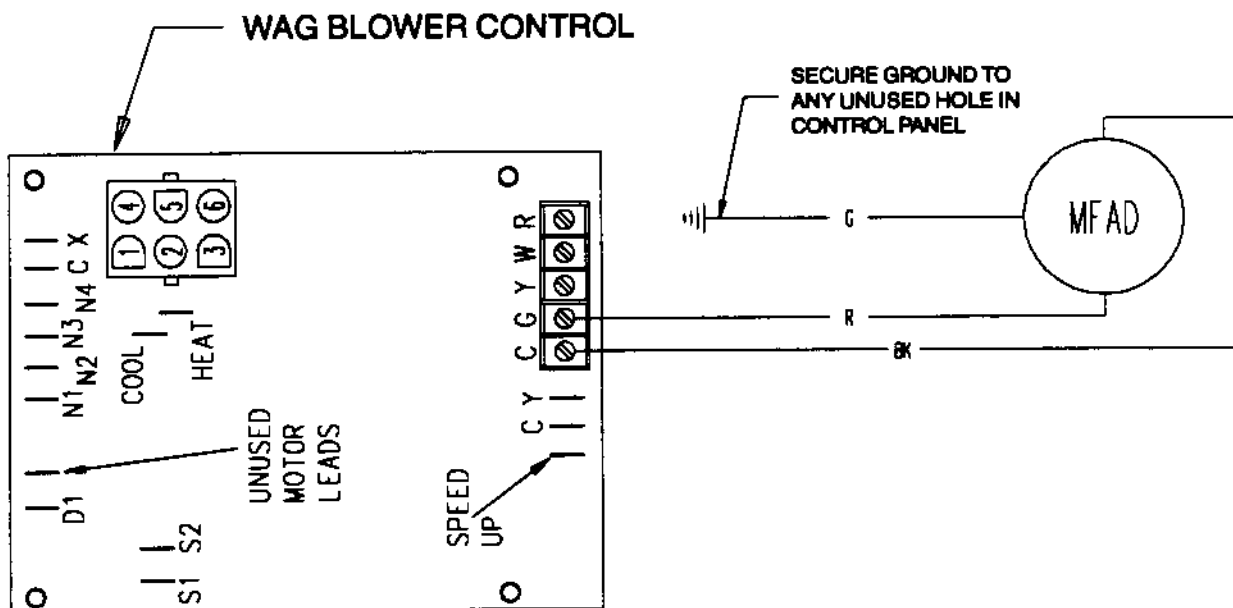 WAG BLOWER CONTROL
SECURE GROUND TO
ANY UNUSED HOLE IN
CONTROL PANEL
4 5 6
1 2 3
X
C
N4
N3
N2
N1
COOL
HEAT
UNUSED
MOTOR
LEADS
D1
S2
S1
R
W
Y
G
C
Y
C
SPEED
UP
G
MFAD
R
BK